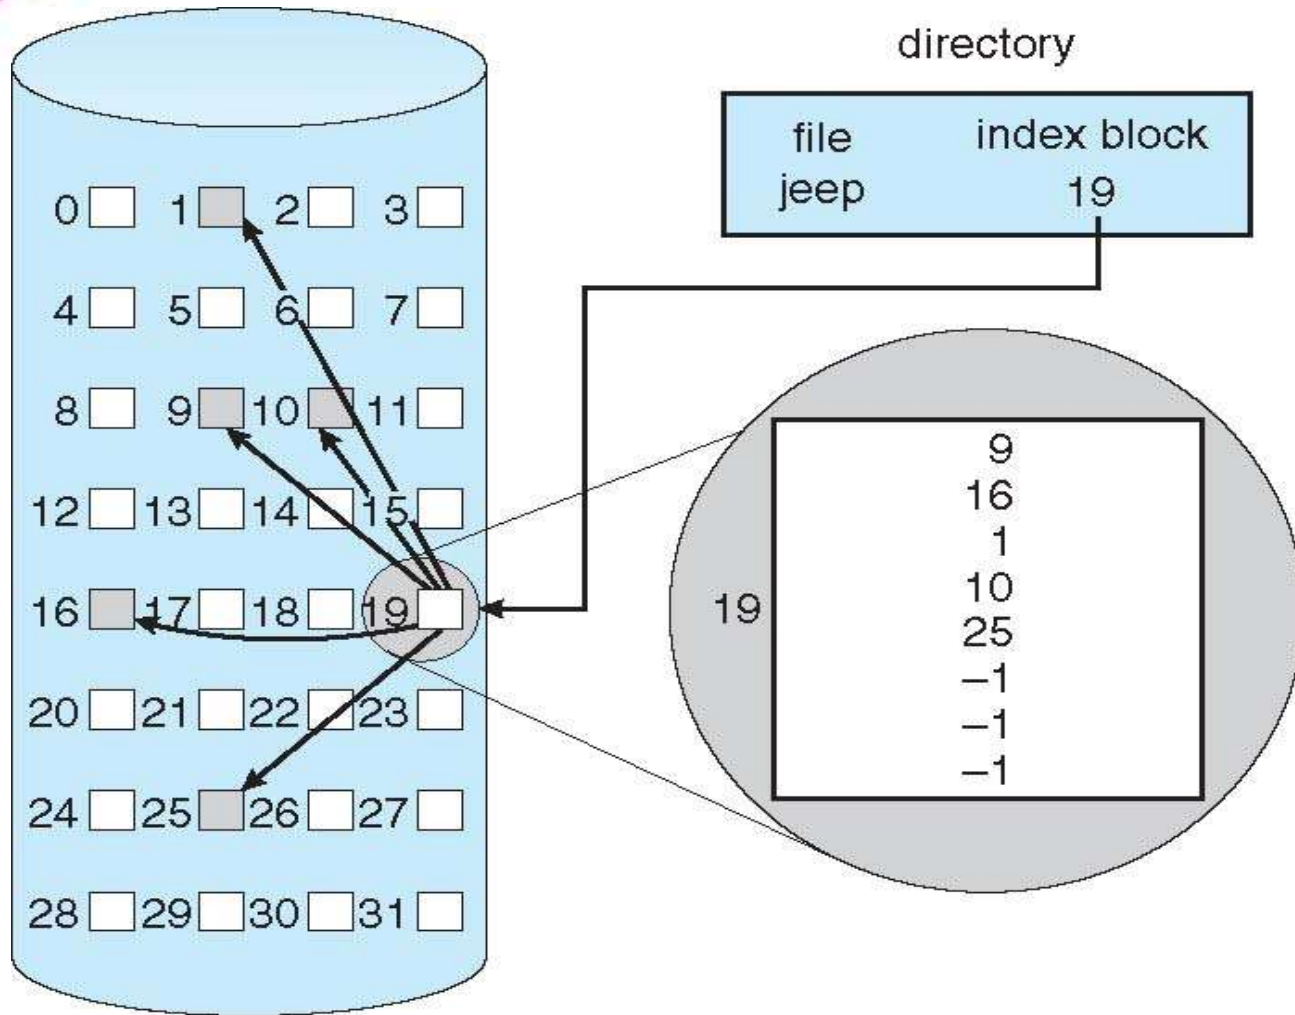 directory
file index block
jeep 19
0 1 2 3
4 5 6 7
8 9 10 11
12 13 14 15
16 17 18 19
20 21 22 23
24 25 26 27
28 29 30 31
19
9
16
1
10
25
–1
–1
–1